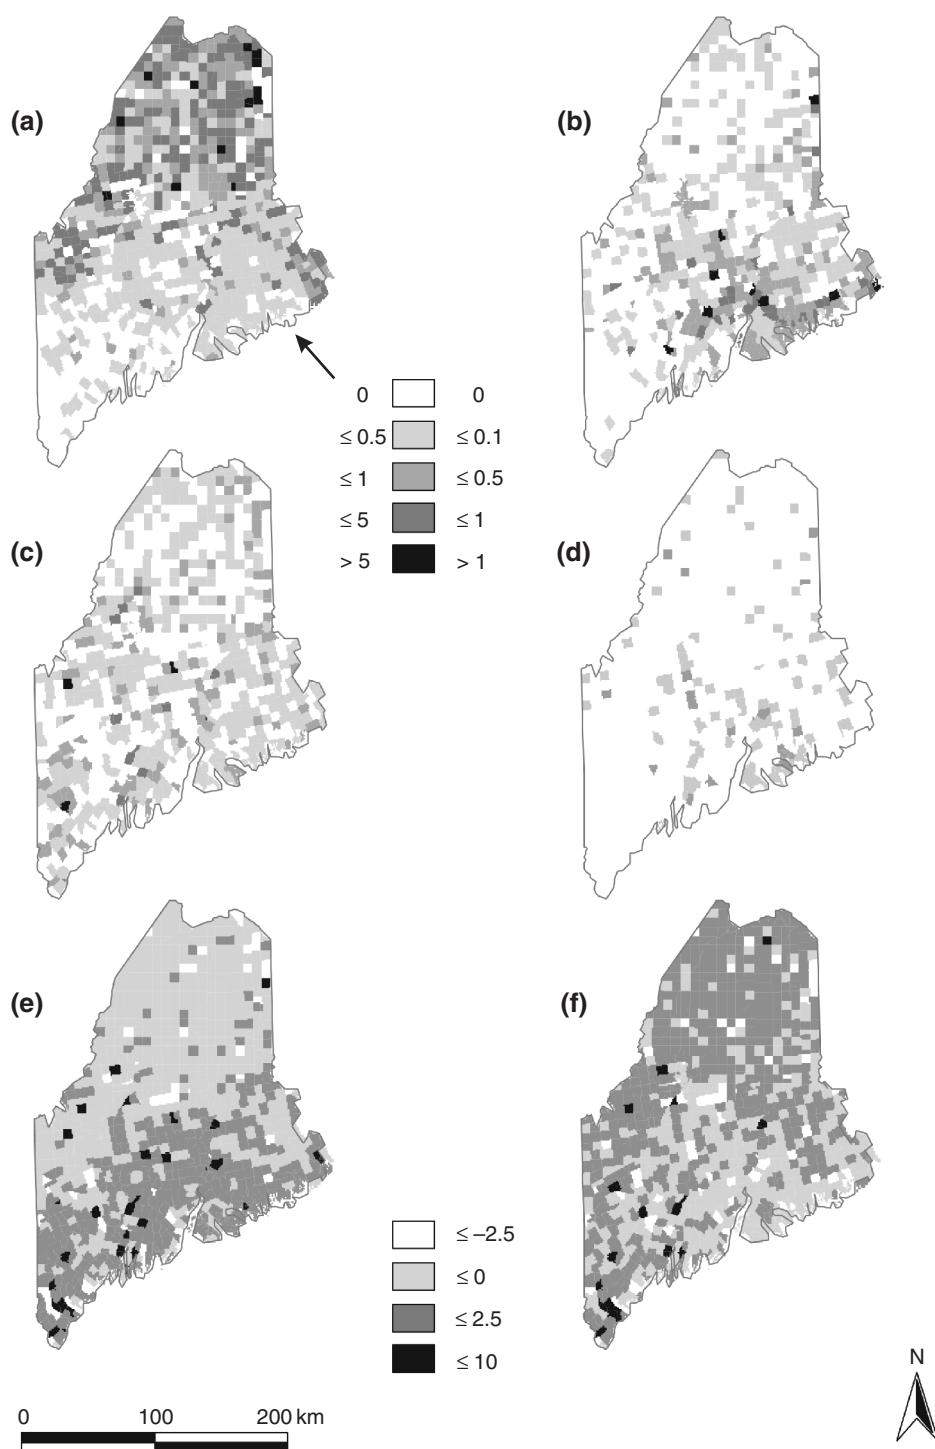 (a)
(b)
0 0
≤ 0.5 ≤ 0.1
≤ 1 ≤ 0.5
≤ 5 ≤ 1
> 5 > 1
(c)
(d)
(e)
(f)
≤ –2.5
≤ 0
≤ 2.5
≤ 10
N
0 100 200 km